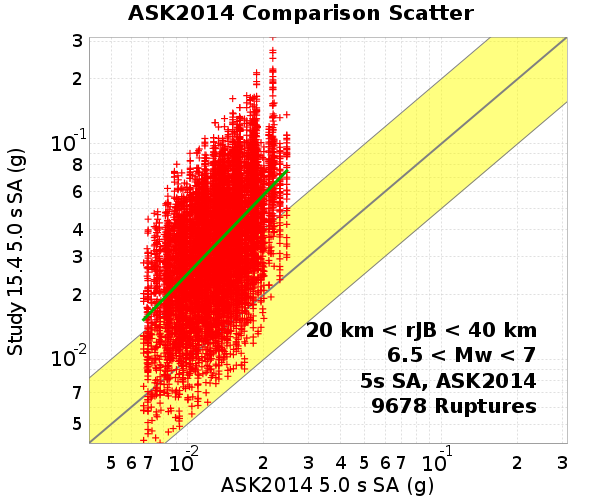 ASK2014 Comparison Scatter
3
2
10-1
8
6
4
3
2
10-2
7
5
Study 15.4 5.0 s SA (g)
20 km < rJB < 40 km
6.5 < Mw < 7
5s SA, ASK2014
9678 Ruptures
5 6 7 10-2 2 3 4 5 6 7 10-1 2 3
ASK2014 5.0 s SA (g)